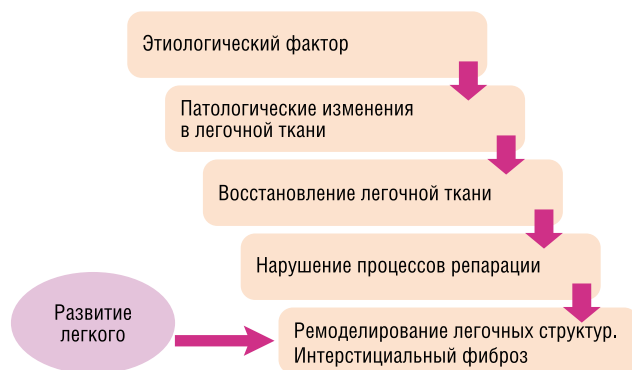 Этиологический фактор
Патологические изменения
в легочной ткани
Восстановление легочной ткани
Нарушение процессов репарации
Развитие
легкого
Ремоделирование легочных структур.
Интерстициальный фиброз